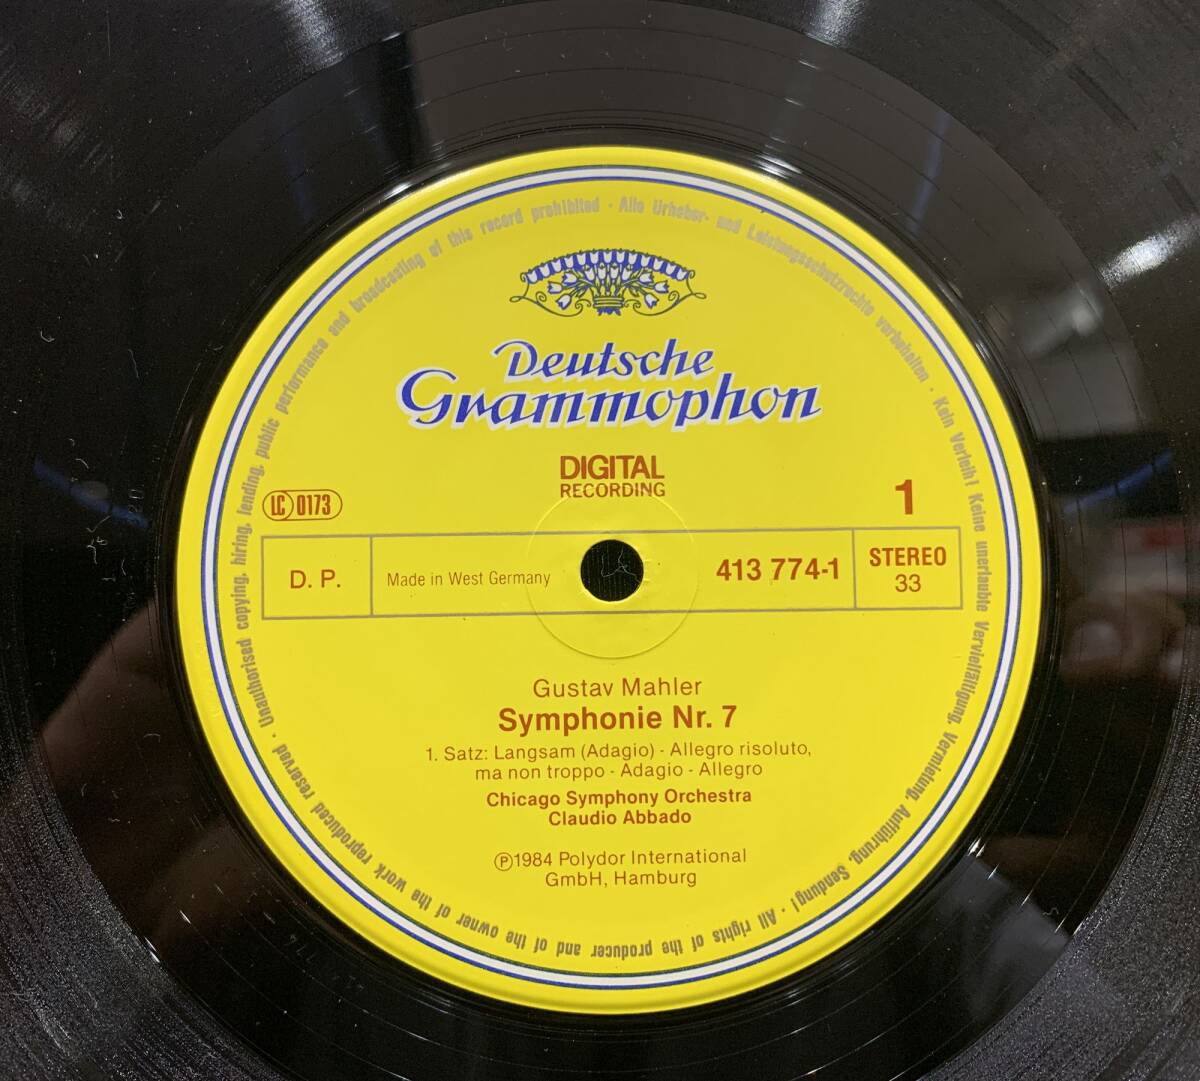 Deutsche
Grammophon
DIGITAL
RECORDING
1
LC 0173
D. P.
Made in West Germany
413 774-1
STEREO
33
Gustav Mahler
Symphonie Nr. 7
1. Satz: Langsam (Adagio) - Allegro risoluto,
ma non troppo - Adagio - Allegro
Chicago Symphony Orchestra
Claudio Abbado
℗1984 Polydor International
GmbH, Hamburg
Alle Urheber- und Leistungsschutzrechte vorbehalten · Kein Verleih! Keine unerlaubte Vervielfältigung, Vermietung, Aufführung, Sendung! · All rights of the producer and of the owner of the work reproduced reserved · Unauthorised copying, hiring, lending, public performance and broadcasting of this record prohibited ·